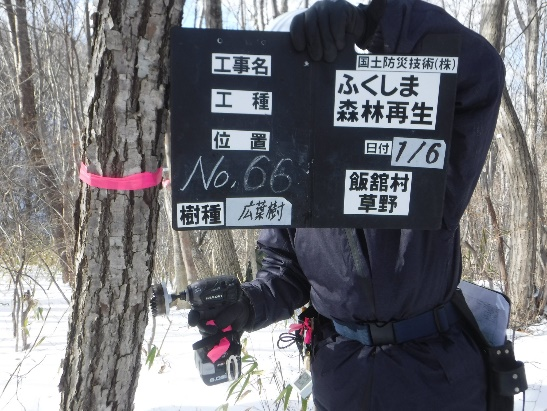 工事名
工種
位置
No.66
樹種 広葉樹
国土防災技術(株)
ふくしま
森林再生
日付 1/6
飯舘村
草野